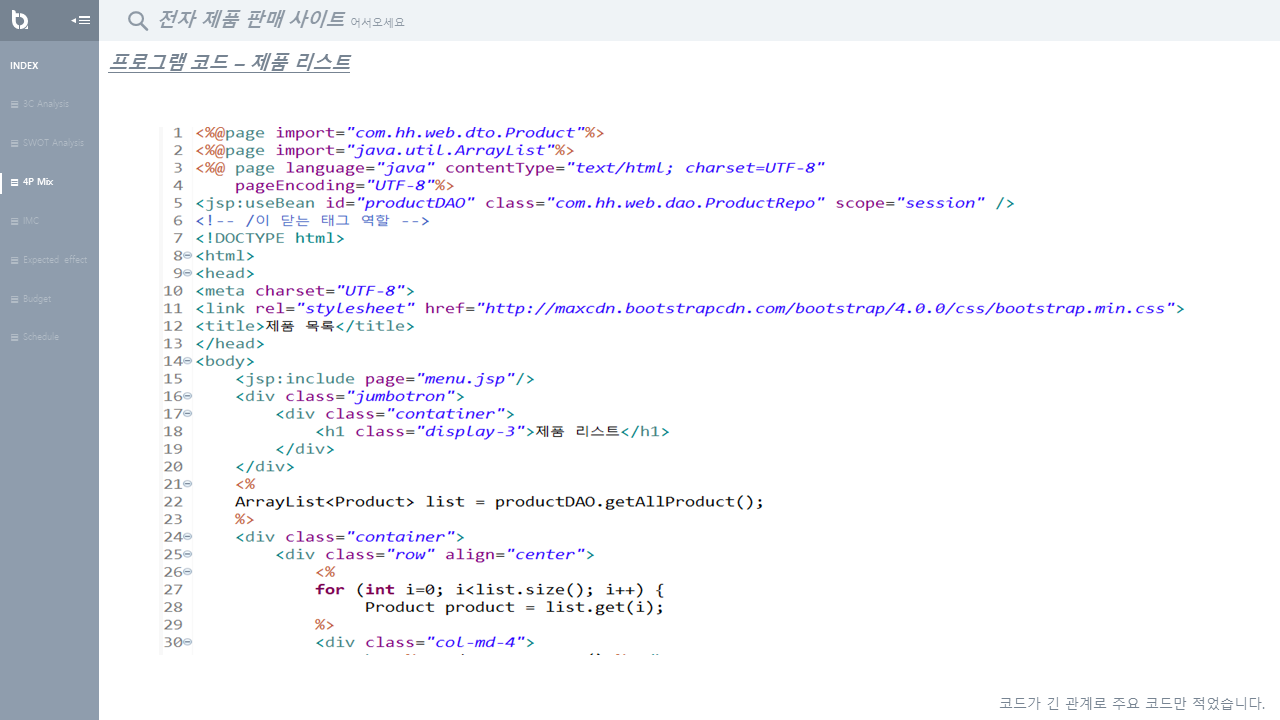 전자 제품 판매 사이트 어서오세요
INDEX
3C Analysis
SWOT Analysis
4P Mix
IMC
Expected effect
Budget
Schedule
프로그램 코드 – 제품 리스트
1 <%@page import="com.hh.web.dto.Product"%>
2 <%@page import="java.util.ArrayList"%>
3 <%@ page language="java" contentType="text/html; charset=UTF-8"
4 pageEncoding="UTF-8"%>
5 <jsp:useBean id="productDAO" class="com.hh.web.dao.ProductRepo" scope="session" />
6 <!-- /이 닫는 태그 역할 -->
7 <!DOCTYPE html>
8 <html>
9 <head>
10 <meta charset="UTF-8">
11 <link rel="stylesheet" href="http://maxcdn.bootstrapcdn.com/bootstrap/4.0.0/css/bootstrap.min.css">
12 <title>제품 목록</title>
13 </head>
14 <body>
15 <jsp:include page="menu.jsp"/>
16 <div class="jumbotron">
17 <div class="contatiner">
18 <h1 class="display-3">제품 리스트</h1>
19 </div>
20 </div>
21 <%
22 ArrayList<Product> list = productDAO.getAllProduct();
23 %>
24 <div class="container">
25 <div class="row" align="center">
26 <%
27 for (int i=0; i<list.size(); i++) {
28 Product product = list.get(i);
29 %>
30 <div class="col-md-4">
코드가 긴 관계로 주요 코드만 적었습니다.